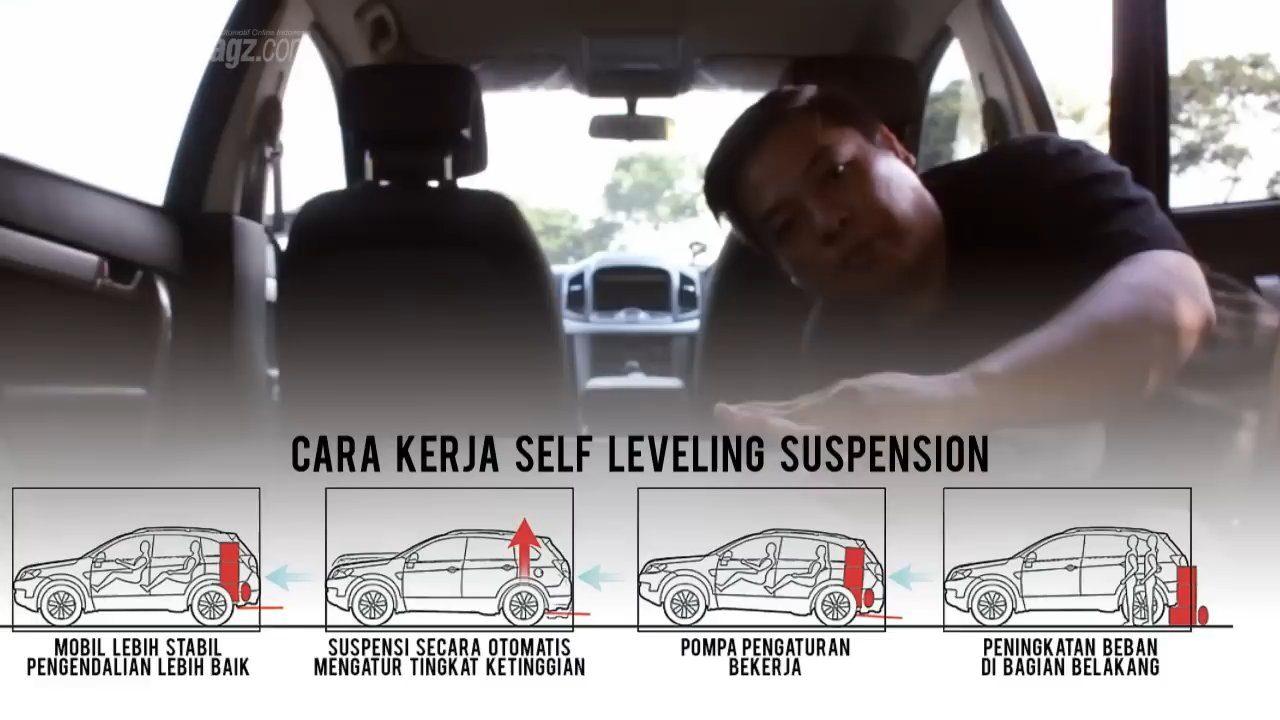 CARA KERJA SELF LEVELING SUSPENSION
MOBIL LEBIH STABIL
PENGENDALIAN LEBIH BAIK
SUSPENSI SECARA OTOMATIS
MENGATUR TINGKAT KETINGGIAN
POMPA PENGATURAN
BEKERJA
PENINGKATAN BEBAN
DI BAGIAN BELAKANG